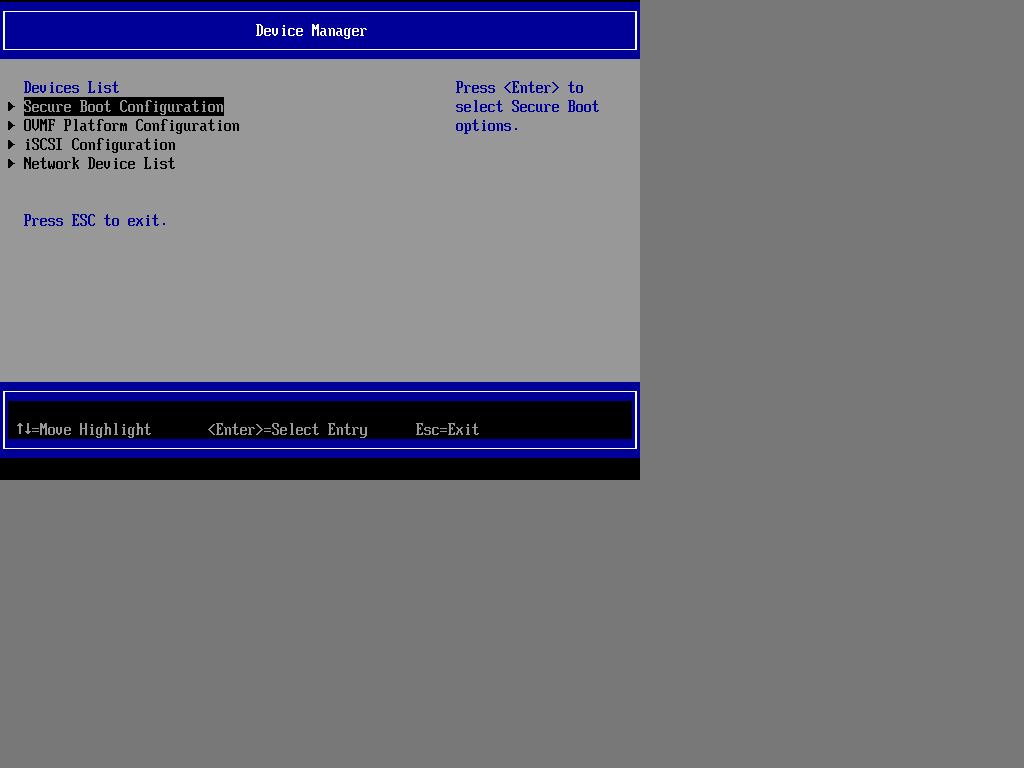 Device Manager
Devices List
Secure Boot Configuration
OVMF Platform Configuration
iSCSI Configuration
Network Device List
Press ESC to exit.
Press <Enter> to
select Secure Boot
options.
↑↓=Move Highlight <Enter>=Select Entry Esc=Exit